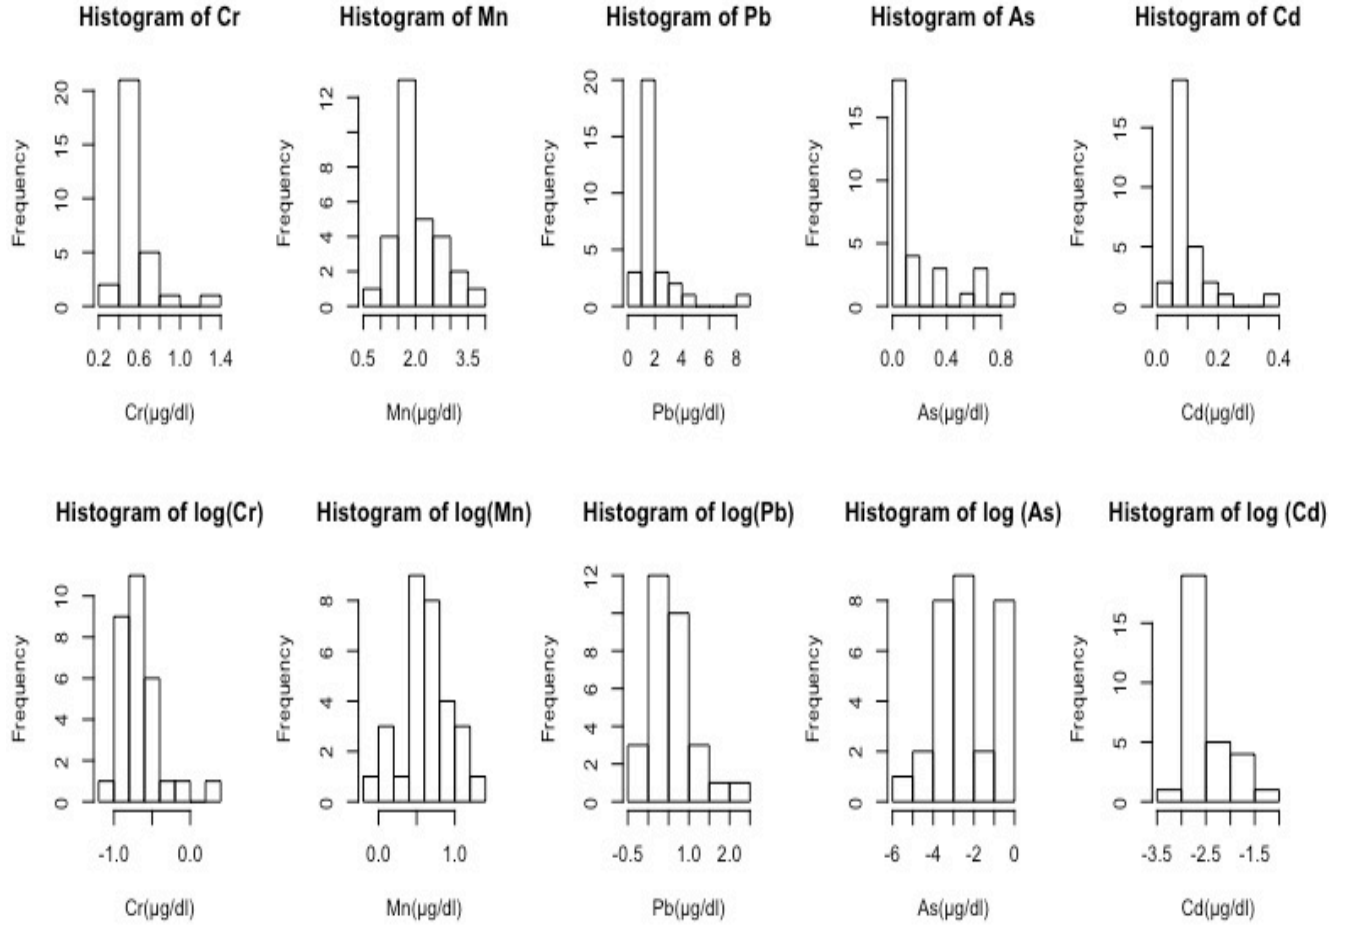 Histogram of Cr
Frequency
0 5 10 15 20
0.2 0.6 1.0 1.4
Cr(µg/dl)
Histogram of Mn
Frequency
0 2 4 6 8 12
0.5 2.0 3.5
Mn(µg/dl)
Histogram of Pb
Frequency
0 5 10 15 20
0 2 4 6 8
Pb(µg/dl)
Histogram of As
Frequency
0 5 10 15
0.0 0.4 0.8
As(µg/dl)
Histogram of Cd
Frequency
0 5 10 15
0.0 0.2 0.4
Cd(µg/dl)
Histogram of log(Cr)
Frequency
0 2 4 6 8 10
-1.0 0.0
Cr(µg/dl)
Histogram of log(Mn)
Frequency
0 2 4 6 8
0.0 1.0
Mn(µg/dl)
Histogram of log(Pb)
Frequency
0 2 4 6 8 12
-0.5 1.0 2.0
Pb(µg/dl)
Histogram of log (As)
Frequency
0 2 4 6 8
-6 -4 -2 0
As(µg/dl)
Histogram of log (Cd)
Frequency
0 5 10 15
-3.5 -2.5 -1.5
Cd(µg/dl)